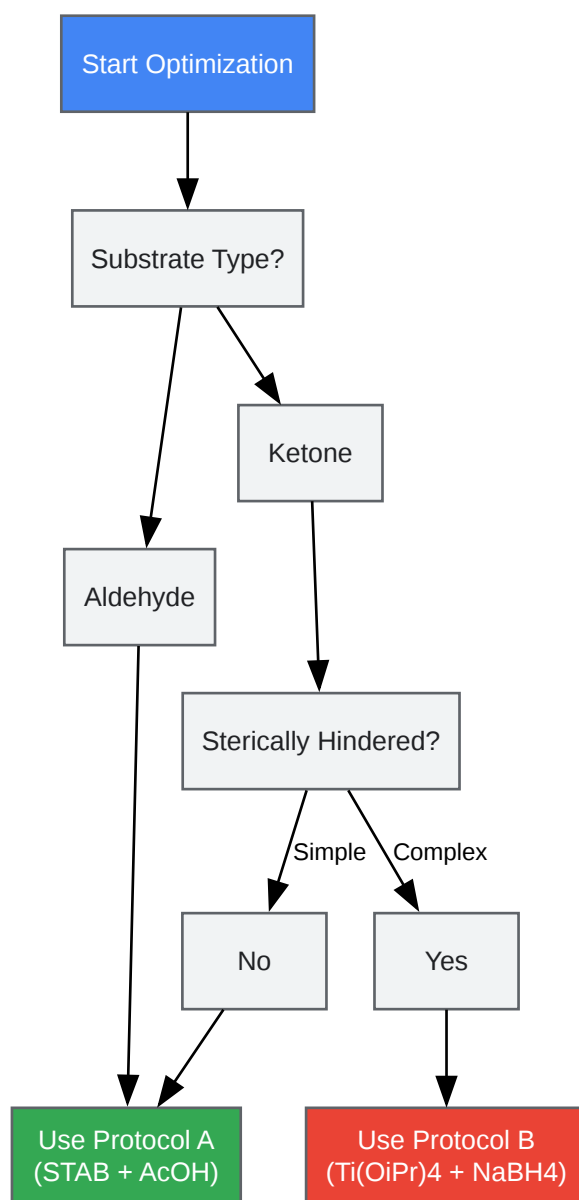 Start Optimization
Substrate Type?
Ketone
Aldehyde
Sterically Hindered?
Simple
Complex
No
Yes
Use Protocol A
(STAB + AcOH)
Use Protocol B
(Ti(OiPr)4 + NaBH4)